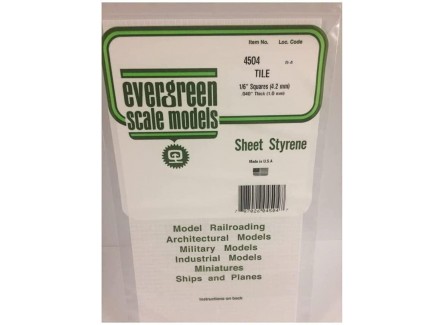 Item No. Loc. Code
4504
TILE
1/6" Squares (4.2 mm)
.040" Thick (1.0 mm)
evergreen
scale models
Sheet Styrene
Made in U.S.A.
Model Railroading
Architectural Models
Military Models
Industrial Models
Miniatures
Ships and Planes
Instructions on back